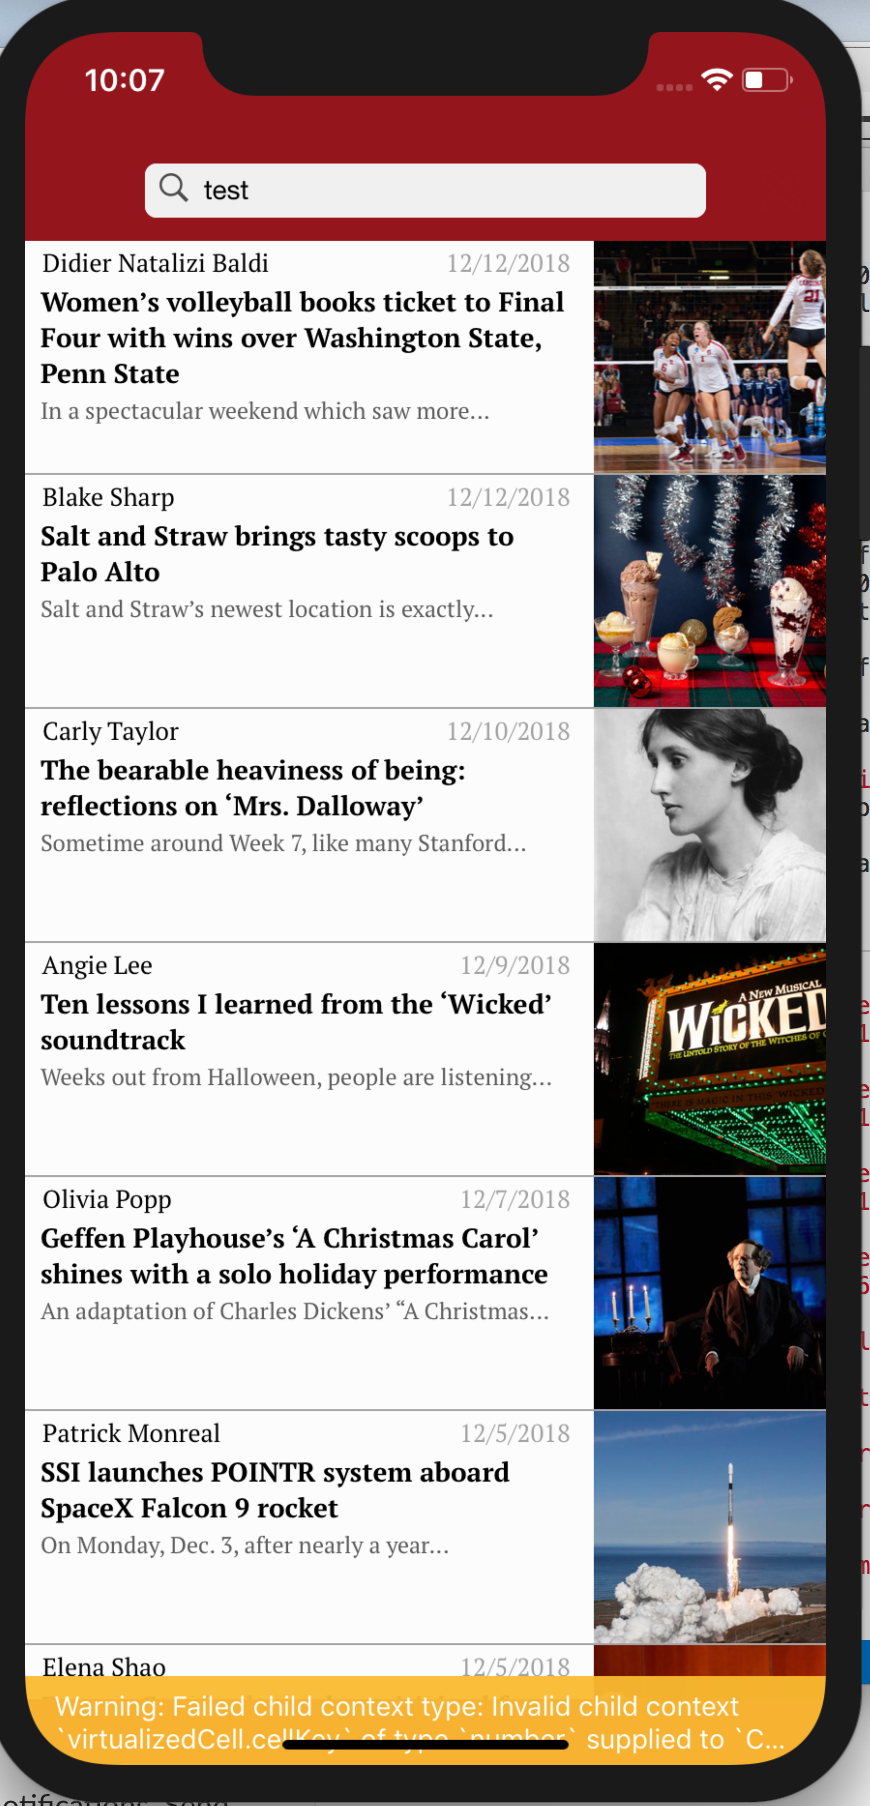 10:07
test
Didier Natalizi Baldi 12/12/2018
Women’s volleyball books ticket to Final
Four with wins over Washington State,
Penn State
In a spectacular weekend which saw more...
21
Blake Sharp 12/12/2018
Salt and Straw brings tasty scoops to
Palo Alto
Salt and Straw’s newest location is exactly...
Carly Taylor 12/10/2018
The bearable heaviness of being:
reflections on ‘Mrs. Dalloway’
Sometime around Week 7, like many Stanford...
Angie Lee 12/9/2018
Ten lessons I learned from the ‘Wicked’
soundtrack
Weeks out from Halloween, people are listening...
A NEW MUSICAL
WICKED
THE UNTOLD STORY OF THE WITCHES OF
THERE IS MAGIC IN THIS WICKED
Olivia Popp 12/7/2018
Geffen Playhouse’s ‘A Christmas Carol’
shines with a solo holiday performance
An adaptation of Charles Dickens’ “A Christmas...
Patrick Monreal 12/5/2018
SSI launches POINTR system aboard
SpaceX Falcon 9 rocket
On Monday, Dec. 3, after nearly a year...
Elena Shao 12/5/2018
Warning: Failed child context type: Invalid child context
`virtualizedCell.cellKey` of type `number` supplied to `C...